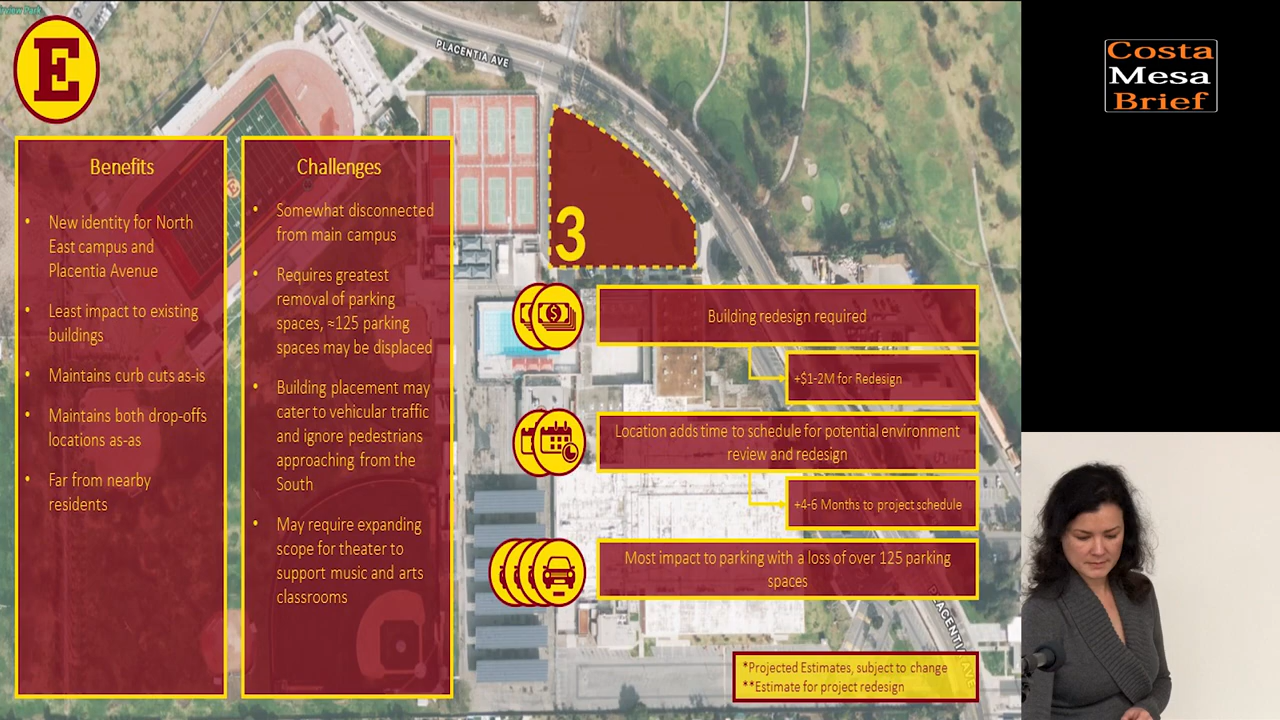 E
PLACENTIA AVE
Costa
Mesa
Brief
Benefits
• New identity for North
East campus and
Placentia Avenue
• Least impact to existing
buildings
• Maintains curb cuts as-is
• Maintains both drop-offs
locations as-as
• Far from nearby
residents
Challenges
• Somewhat disconnected
from main campus
• Requires greatest
removal of parking
spaces, ≈125 parking
spaces may be displaced
• Building placement may
cater to vehicular traffic
and ignore pedestrians
approaching from the
South
• May require expanding
scope for theater to
support music and arts
classrooms
3
Building redesign required
+$1-2M for Redesign
Location adds time to schedule for potential environment
review and redesign
+4-6 Months to project schedule
Most impact to parking with a loss of over 125 parking
spaces
PLACENTIA AVE
*Projected Estimates, subject to change
**Estimate for project redesign